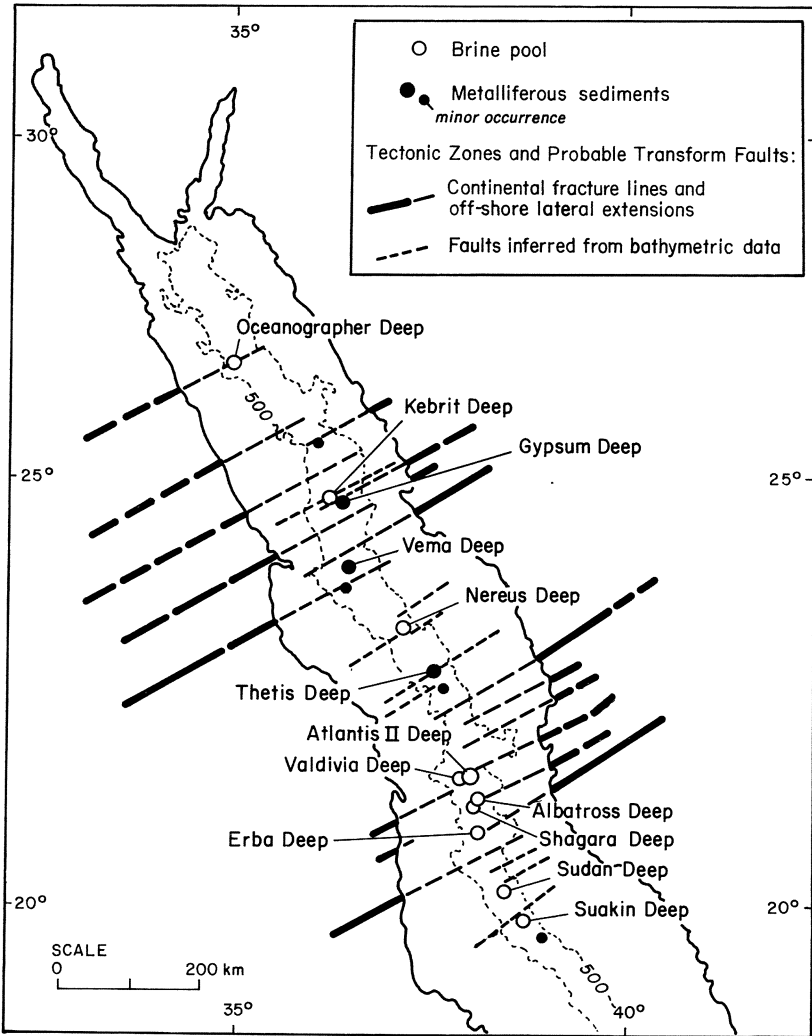 35°
Brine pool
Metalliferous sediments
minor occurrence
Tectonic Zones and Probable Transform Faults:
Continental fracture lines and
off-shore lateral extensions
Faults inferred from bathymetric data
30°
Oceanographer Deep
500
Kebrit Deep
Gypsum Deep
25°
25°
Vema Deep
Nereus Deep
Thetis Deep
Atlantis II Deep
Valdivia Deep
Albatross Deep
Erba Deep
Shagara Deep
Sudan Deep
20°
20°
Suakin Deep
SCALE
0 200 km
500
35°
40°